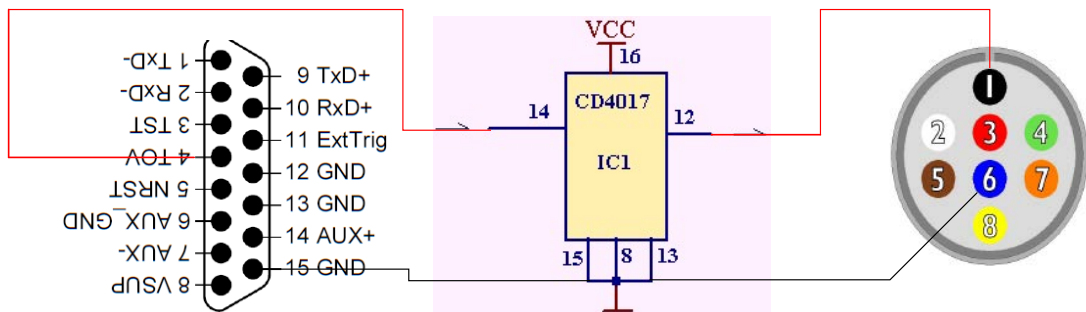 1 TxD-
2 RxD-
3 TST
4 TOV
5 NRST
6 AUX_GND
7 AUX-
8 VSUP
9 TxD+
10 RxD+
11 ExtTrig
12 GND
13 GND
14 AUX+
15 GND
VCC
16
CD4017
14
12
IC1
15
8
13
1
2
3
4
5
6
7
8